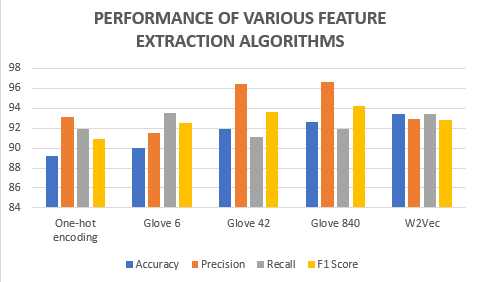 PERFORMANCE OF VARIOUS FEATURE
EXTRACTION ALGORITHMS
98
96
94
92
90
88
86
84
One-hot
encoding
Glove 6
Glove 42
Glove 840
W2Vec
Accuracy
Precision
Recall
F1 Score